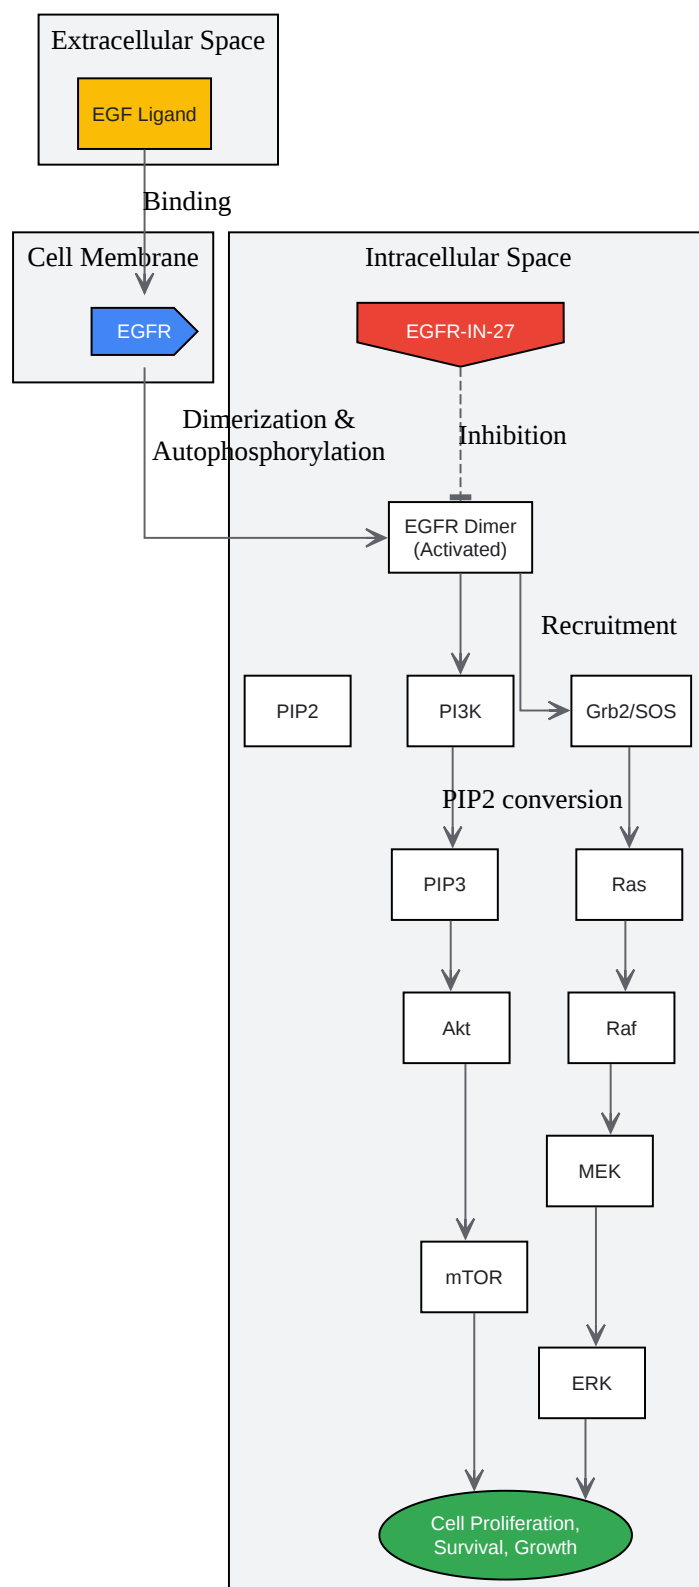 Extracellular Space
EGF Ligand
Binding
Cell Membrane
Intracellular Space
EGFR
EGFR-IN-27
Dimerization &
Autophosphorylation
Inhibition
EGFR Dimer
(Activated)
Recruitment
PIP2
PI3K
Grb2/SOS
PIP2 conversion
PIP3
Ras
Akt
Raf
MEK
mTOR
ERK
Cell Proliferation,
Survival, Growth